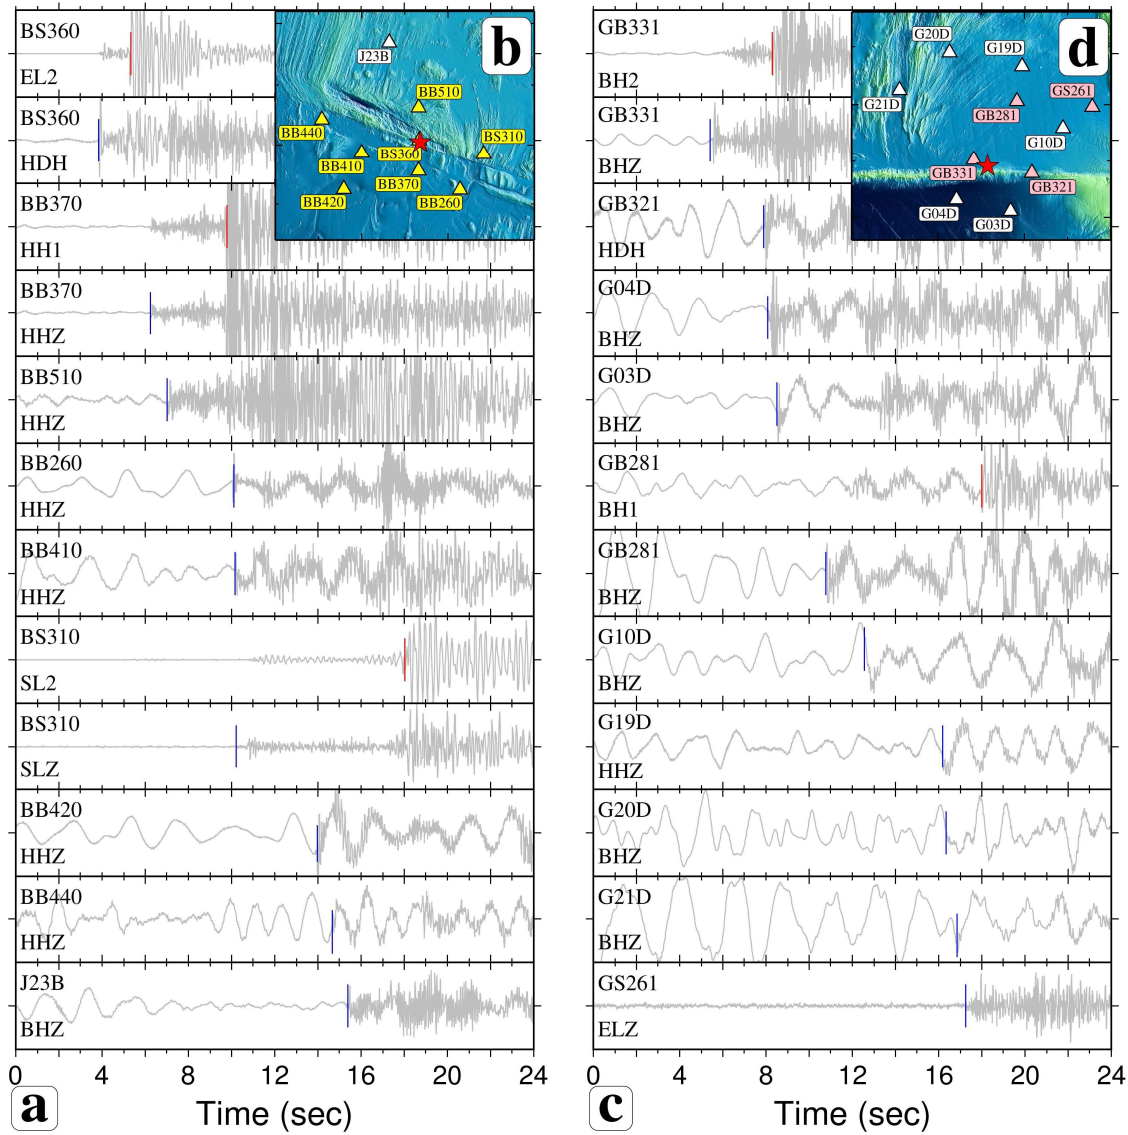 BS360
EL2
BS360
HDH
BB370
HH1
BB370
HHZ
BB510
HHZ
BB260
HHZ
BB410
HHZ
BS310
SL2
BS310
SLZ
BB420
HHZ
BB440
HHZ
J23B
BHZ
0 4 8 12 16 20 24
a Time (sec)
b
J23B
BB510
BB440
BS310
BS360
BB410
BB370
BB420
BB260
GB331
BH2
GB331
BHZ
GB321
HDH
G04D
BHZ
G03D
BHZ
GB281
BH1
GB281
BHZ
G10D
BHZ
G19D
HHZ
G20D
BHZ
G21D
BHZ
GS261
ELZ
0 4 8 12 16 20 24
c Time (sec)
d
G20D
G19D
GS261
G21D
GB281
G10D
GB331
GB321
G04D
G03D